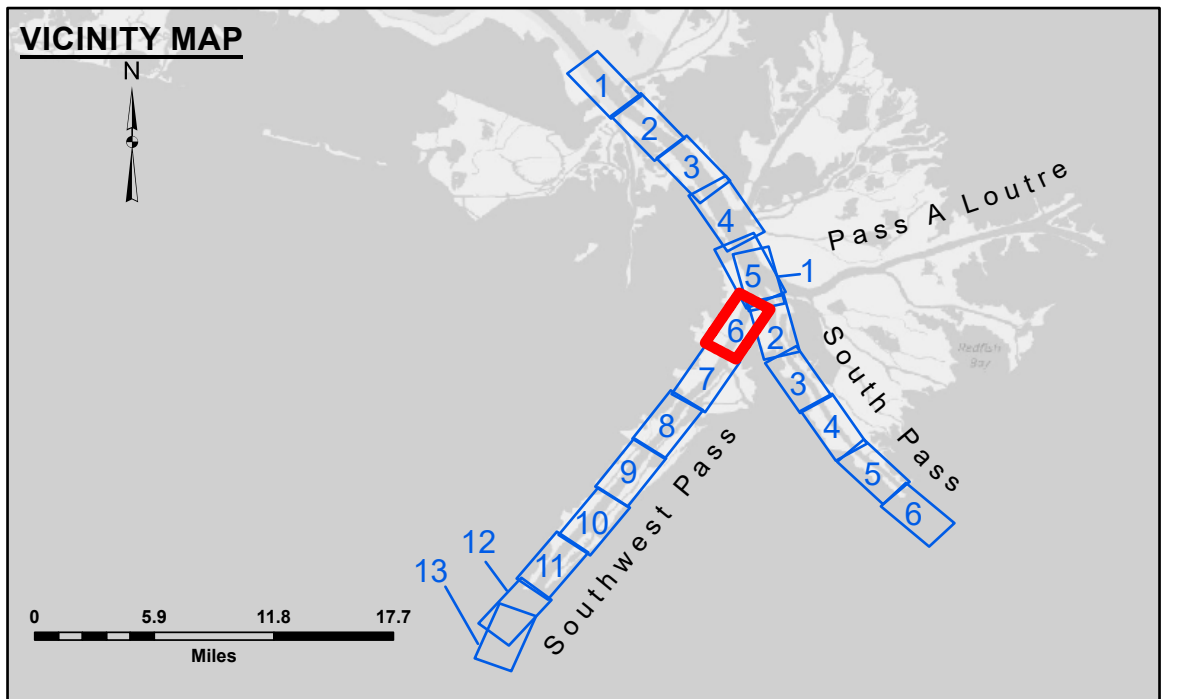 VICINITY MAP
N
1
2
3
4
5
1
6
2
7
3
8
4
9
5
10
6
11
12
13
Pass A Loutre
South Pass
Redfish
Bay
Southwest Pass
0 5.9 11.8 17.7
Miles